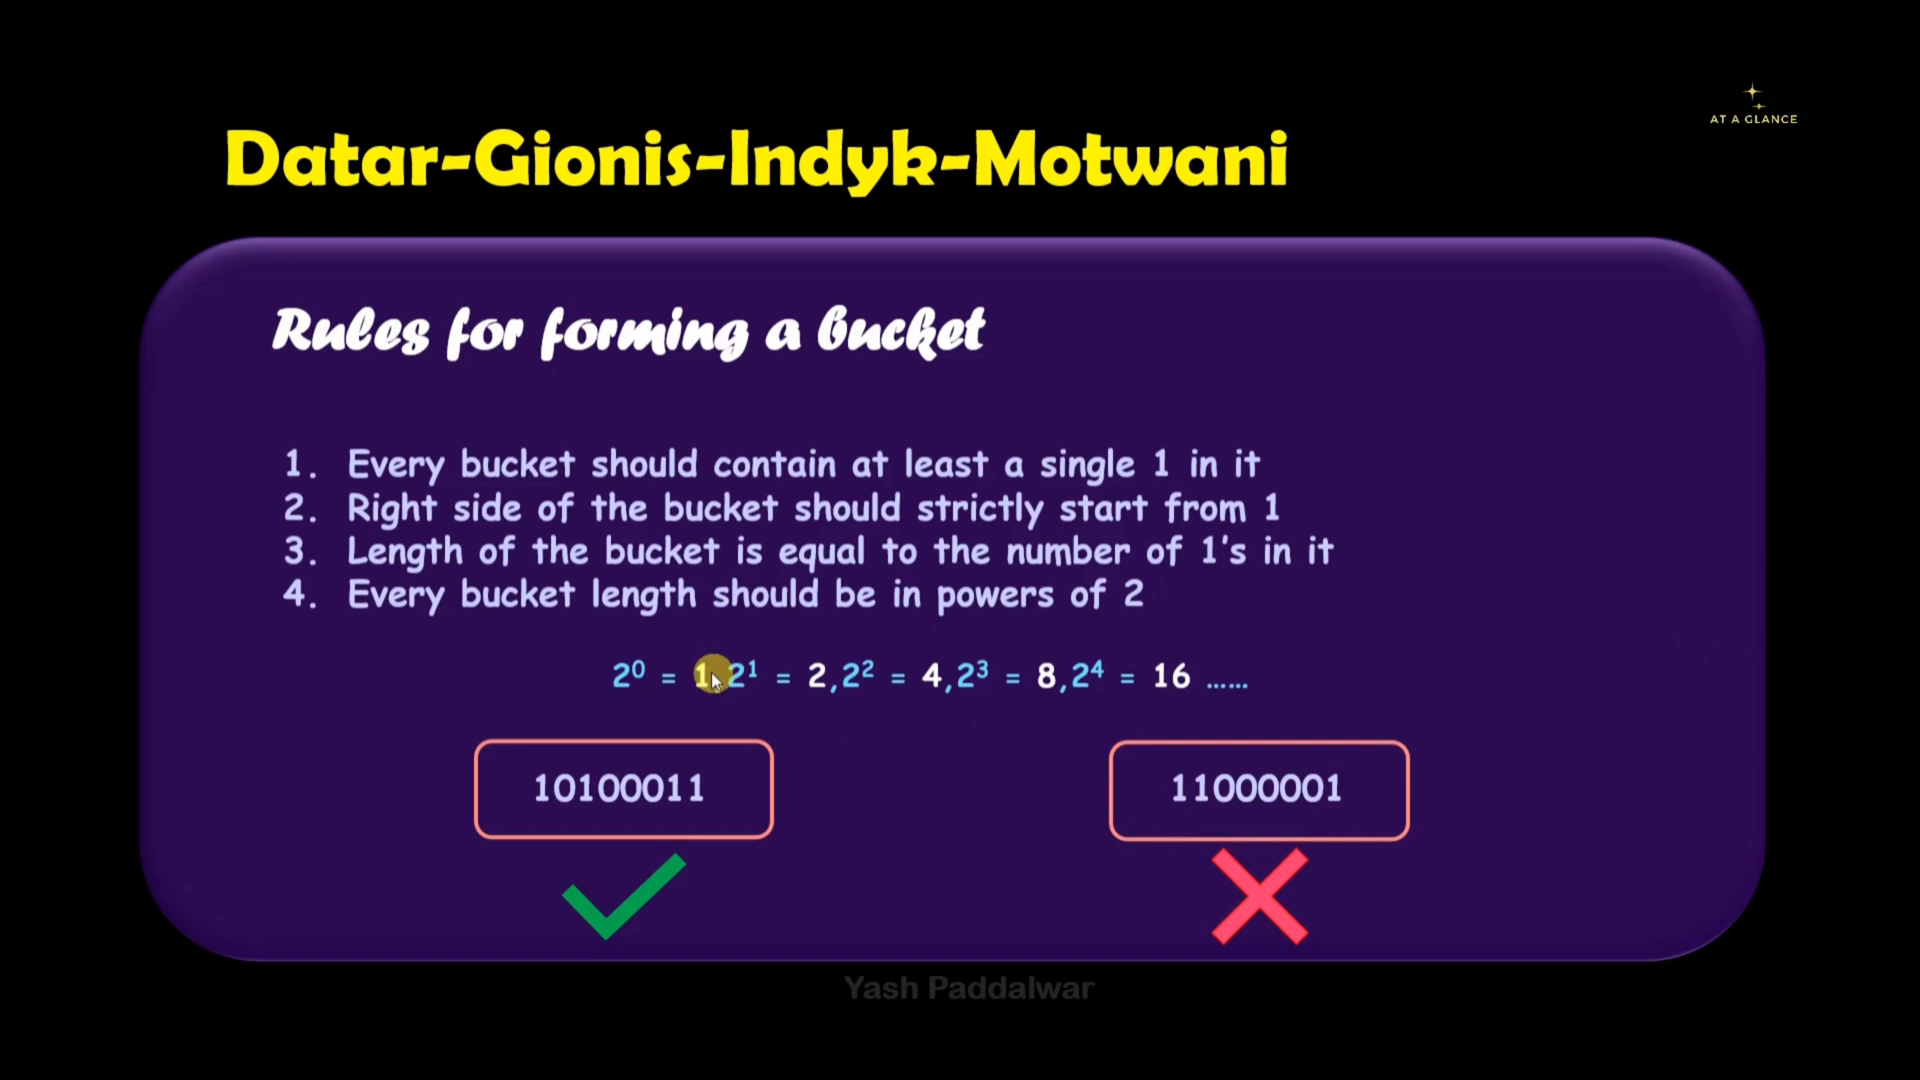 AT A GLANCE
Datar-Gionis-Indyk-Motwani
Rules for forming a bucket
1. Every bucket should contain at least a single 1 in it
2. Right side of the bucket should strictly start from 1
3. Length of the bucket is equal to the number of 1's in it
4. Every bucket length should be in powers of 2
2⁰ = 1,2¹ = 2,2² = 4,2³ = 8,2⁴ = 16 ......
10100011
11000001
Yash Paddalwar